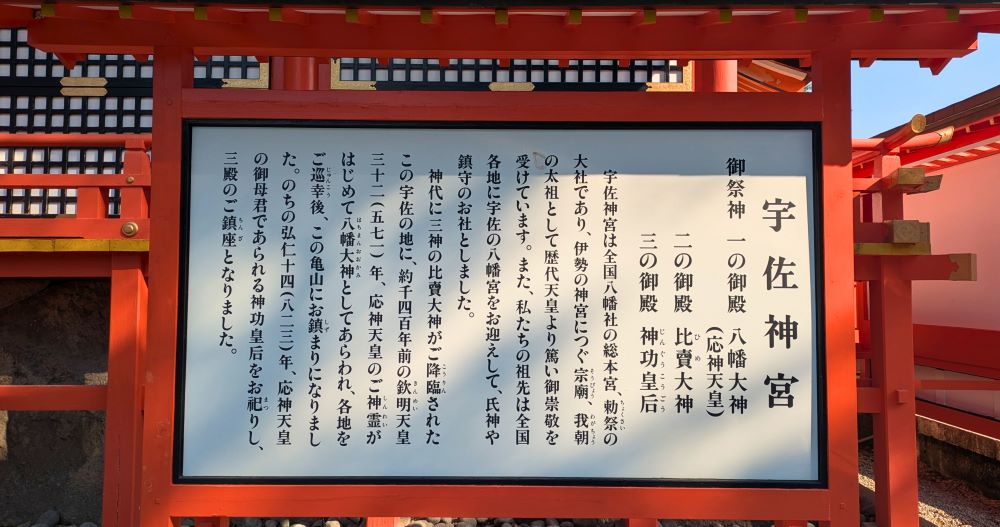 宇佐神宮
御祭神　一の御殿　八幡大神
（応神天皇）
二の御殿　比賣大神
三の御殿　神功皇后
宇佐神宮は全国八幡社の総本宮、勅祭の
大社であり、伊勢の神宮につぐ宗廟、我朝
の太祖として歴代天皇より篤い御崇敬を
受けています。また、私たちの祖先は全国
各地に宇佐の八幡宮をお迎えして、氏神や
鎮守のお社としました。
神代に三神の比賣大神がご降臨された
この宇佐の地に、約千四百年前の欽明天皇
三十二（五七一）年、応神天皇のご神霊が
はじめて八幡大神としてあらわれ、各地を
ご巡幸後、この亀山にお鎮まりになりまし
た。のちの弘仁十四（八二三）年、応神天皇
の御母君であられる神功皇后をお祀りし、
三殿のご鎮座となりました。